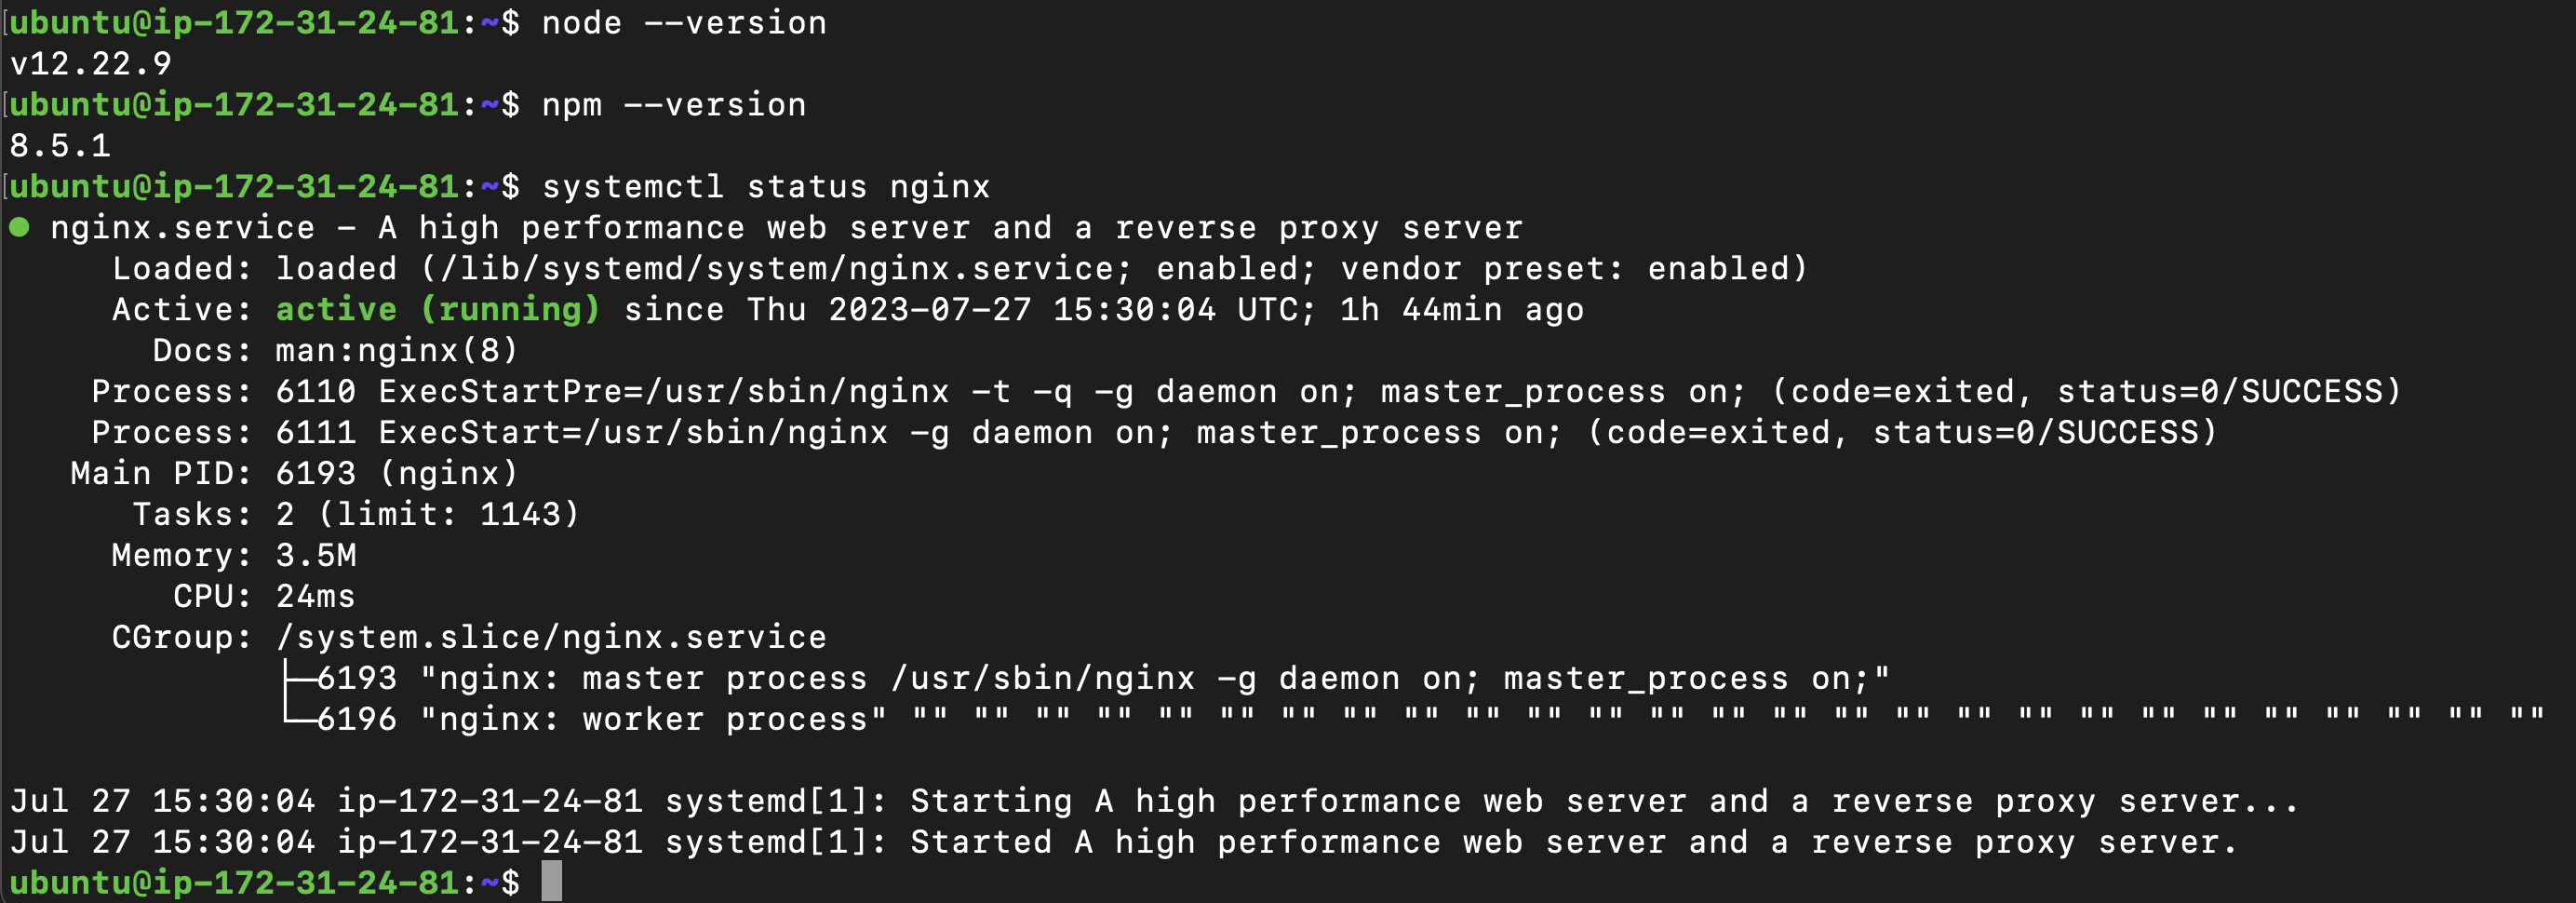 ubuntu@ip-172-31-24-81:~$ node --version
v12.22.9
ubuntu@ip-172-31-24-81:~$ npm --version
8.5.1
ubuntu@ip-172-31-24-81:~$ systemctl status nginx
● nginx.service - A high performance web server and a reverse proxy server
     Loaded: loaded (/lib/systemd/system/nginx.service; enabled; vendor preset: enabled)
     Active: active (running) since Thu 2023-07-27 15:30:04 UTC; 1h 44min ago
       Docs: man:nginx(8)
    Process: 6110 ExecStartPre=/usr/sbin/nginx -t -q -g daemon on; master_process on; (code=exited, status=0/SUCCESS)
    Process: 6111 ExecStart=/usr/sbin/nginx -g daemon on; master_process on; (code=exited, status=0/SUCCESS)
   Main PID: 6193 (nginx)
      Tasks: 2 (limit: 1143)
     Memory: 3.5M
        CPU: 24ms
     CGroup: /system.slice/nginx.service
             ├─6193 "nginx: master process /usr/sbin/nginx -g daemon on; master_process on;"
             └─6196 "nginx: worker process" "" "" "" "" "" "" "" "" "" "" "" "" "" "" "" "" "" "" "" "" "" "" "" "" "" "" ""

Jul 27 15:30:04 ip-172-31-24-81 systemd[1]: Starting A high performance web server and a reverse proxy server...
Jul 27 15:30:04 ip-172-31-24-81 systemd[1]: Started A high performance web server and a reverse proxy server.
ubuntu@ip-172-31-24-81:~$